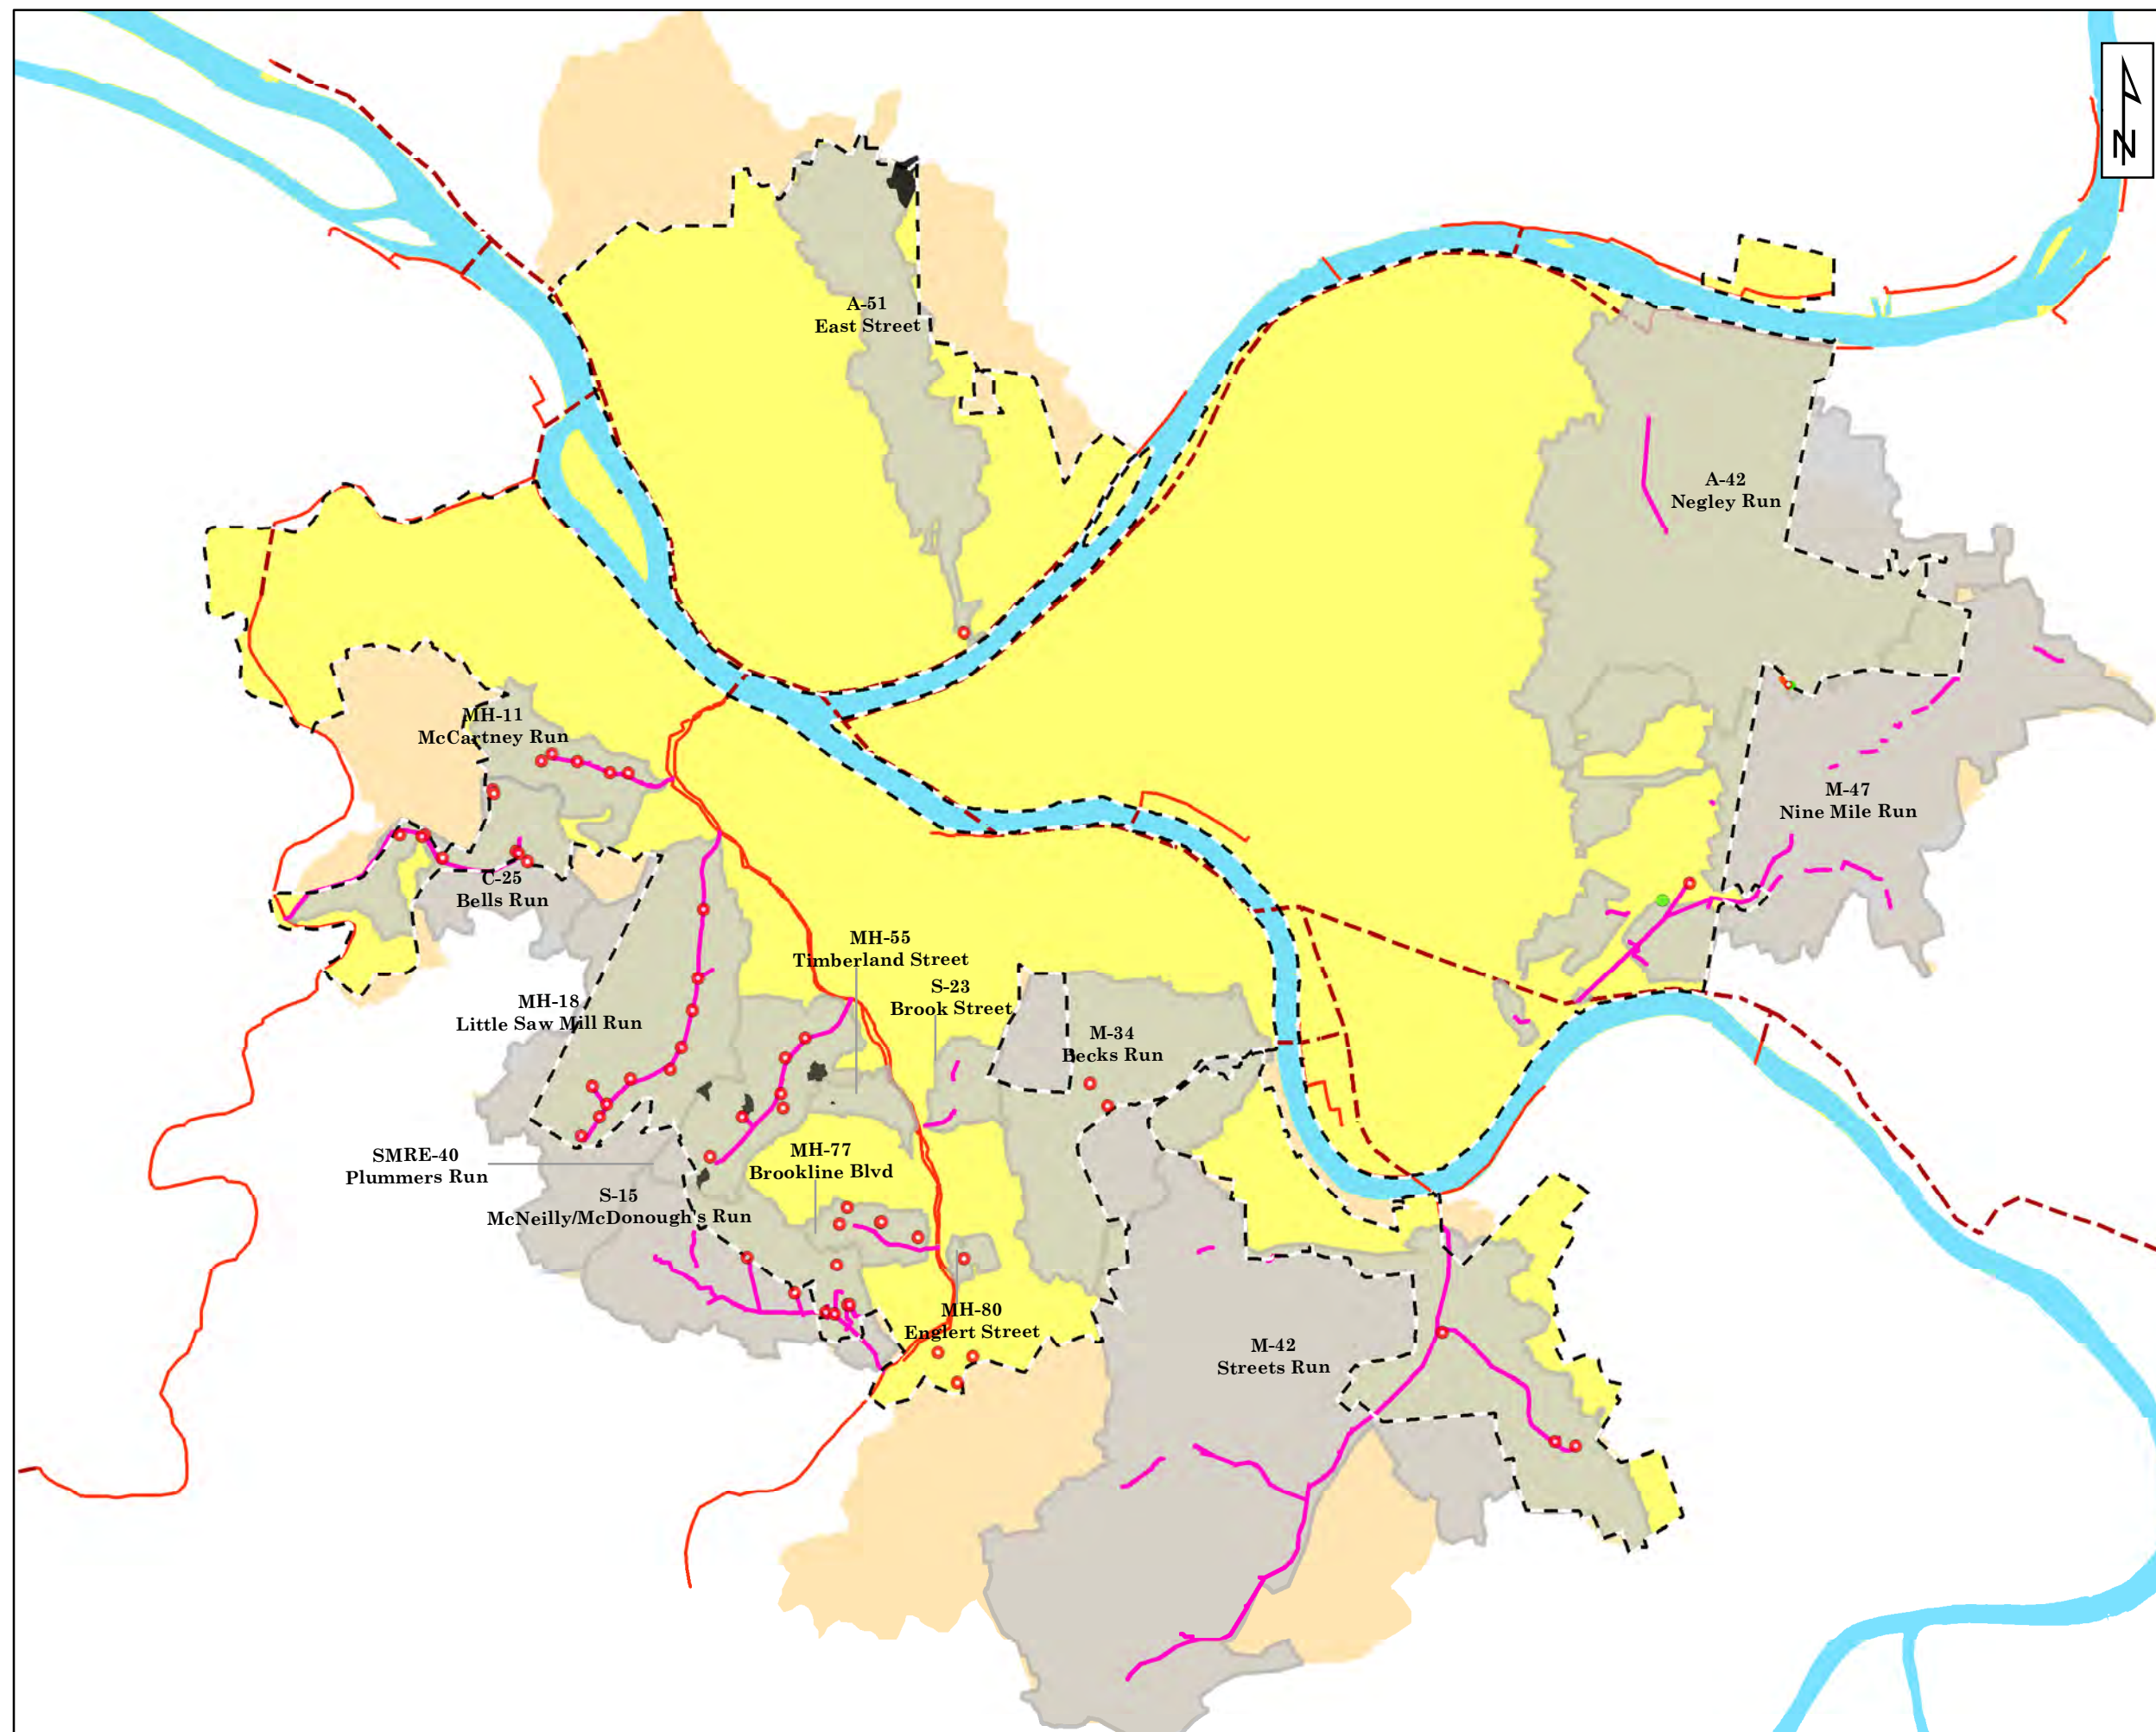 N
A-51
East Street
A-42
Negley Run
MH-11
McCartney Run
M-47
Nine Mile Run
C-25
Bells Run
MH-55
Timberland Street
S-23
Brook Street
MH-18
Little Saw Mill Run
M-34
Becks Run
SMRE-40
Plummers Run
MH-77
Brookline Blvd
S-15
McNeilly/McDonough's Run
MH-80
Englert Street
M-42
Streets Run